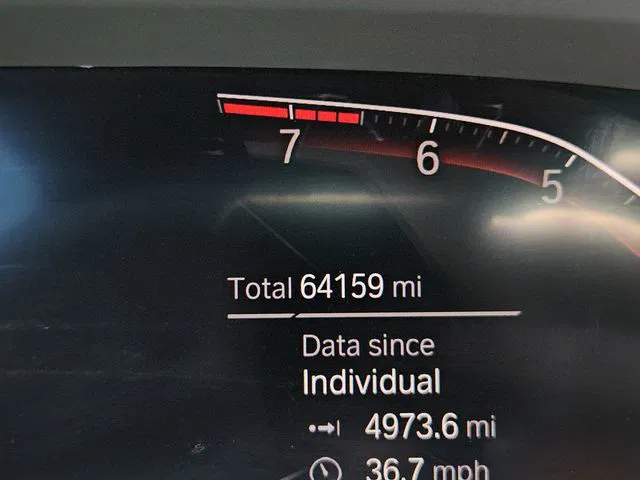 7 6 5
Total 64159 mi
Data since
Individual
4973.6 mi
36.7 mph